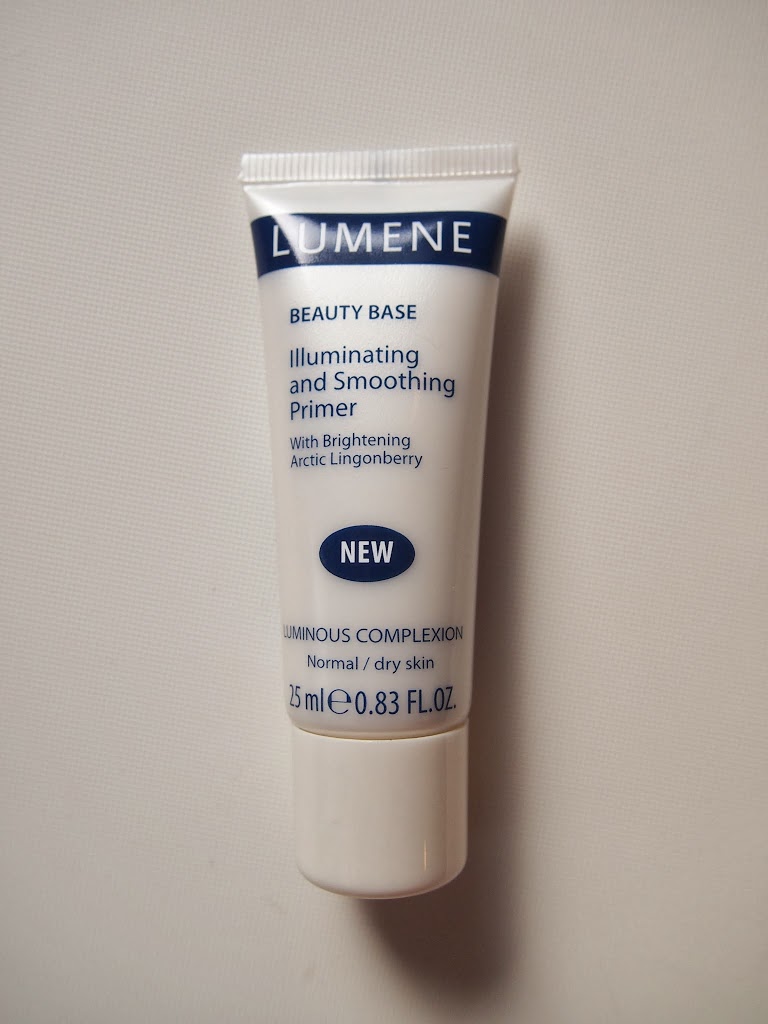 LUMENE
BEAUTY BASE
Illuminating
and Smoothing
Primer
With Brightening
Arctic Lingonberry
NEW
LUMINOUS COMPLEXION
Normal / dry skin
25 ml ℮ 0.83 FL.OZ.